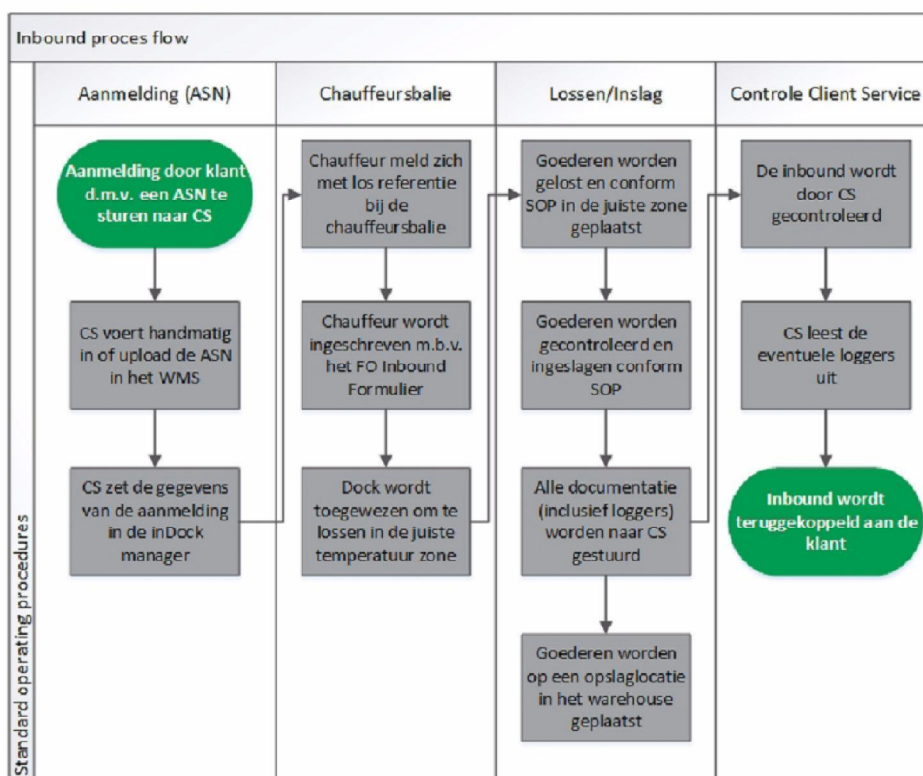 Inbound proces flow
Standard operating procedures
Aanmelding (ASN)
Aanmelding door klant
d.m.v. een ASN te
sturen naar CS
CS voert handmatig
in of upload de ASN
in het WMS
CS zet de gegevens
van de aanmelding
in de inDock
manager
Chauffeursbalie
Chauffeur meld zich
met los referentie
bij de
chauffeursbalie
Chauffeur wordt
ingeschreven m.b.v.
het FO Inbound
Formulier
Dock wordt
toegewezen om te
lossen in de juiste
temperatuur zone
Lossen/Inslag
Goederen worden
gelost en conform
SOP in de juiste zone
geplaatst
Goederen worden
gecontroleerd en
ingeslagen conform
SOP
Alle documentatie
(inclusief loggers)
worden naar CS
gestuurd
Goederen worden
op een opslaglocatie
in het warehouse
geplaatst
Controle Client Service
De inbound wordt
door CS
gecontroleerd
CS leest de
eventuele loggers
uit
Inbound wordt
teruggekoppeld aan de
klant